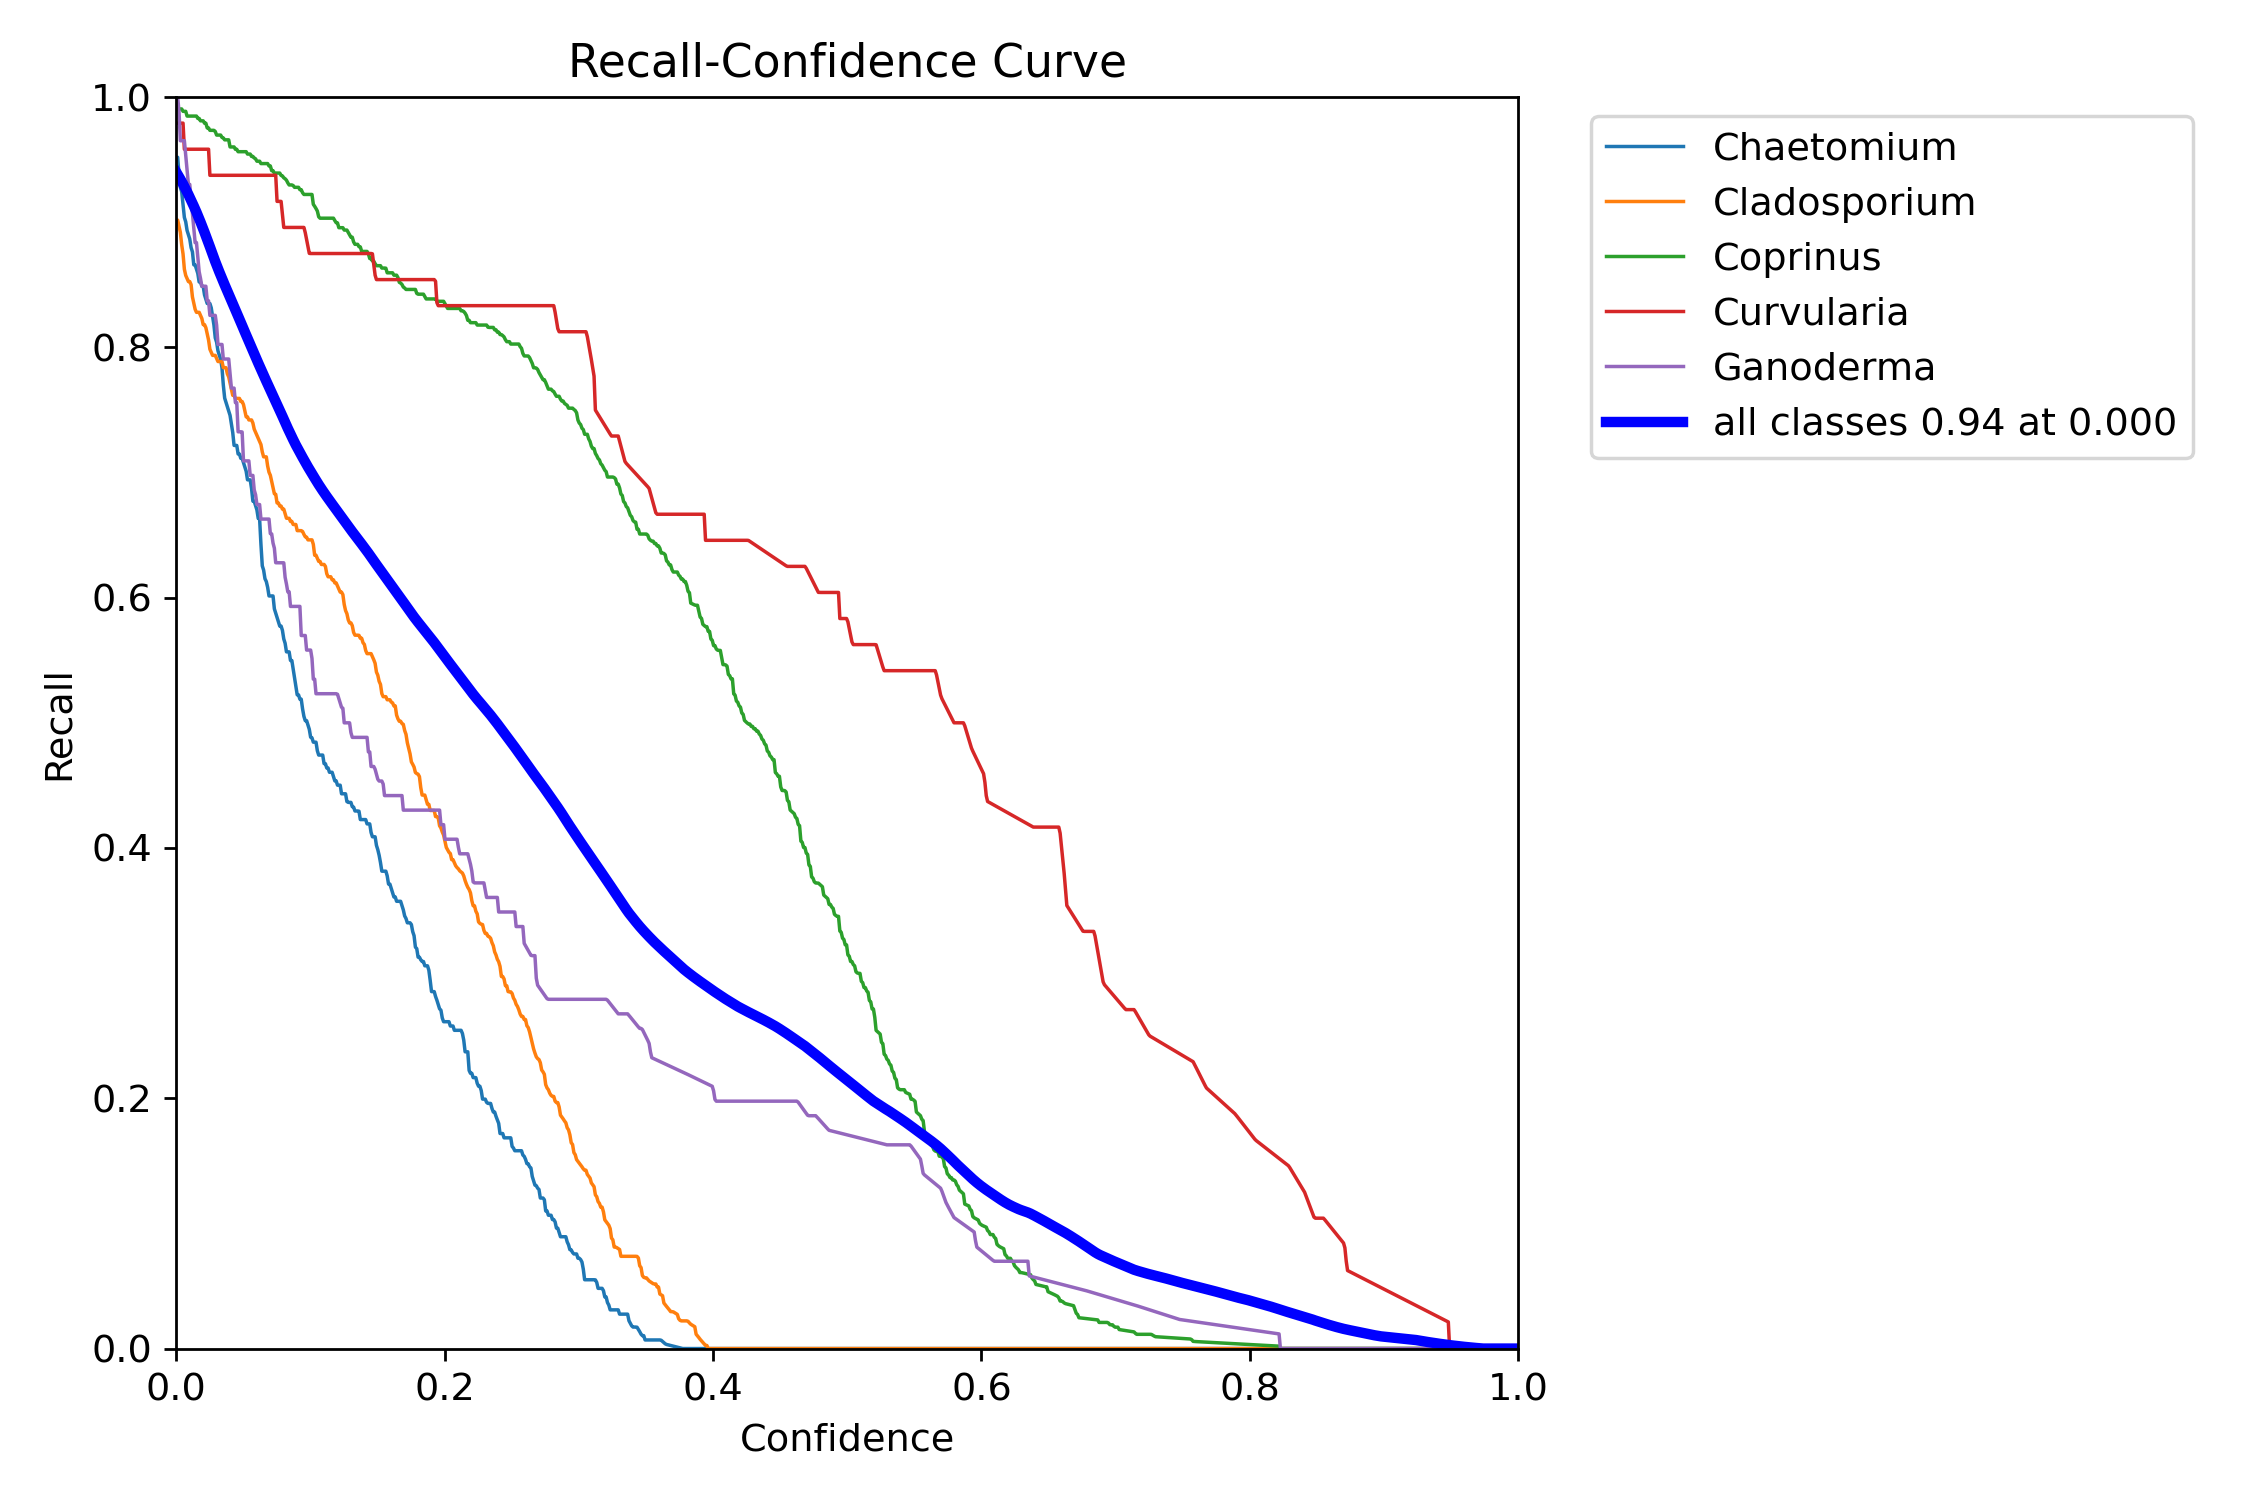 Recall-Confidence Curve
1.0
0.8
0.6
0.4
0.2
0.0
Recall
0.0 0.2 0.4 0.6 0.8 1.0
Confidence
Chaetomium
Cladosporium
Coprinus
Curvularia
Ganoderma
all classes 0.94 at 0.000